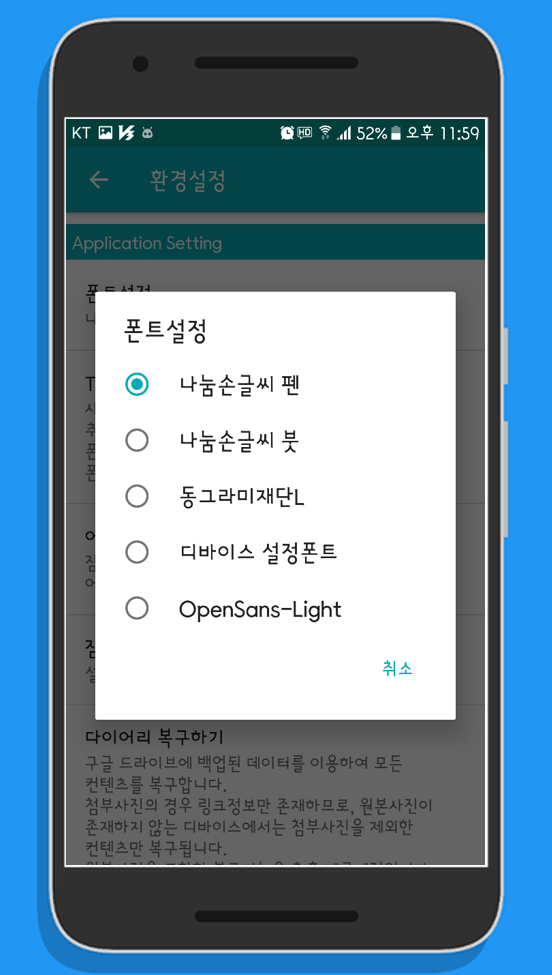 KT HD 52% 오후 11:59
환경설정
Application Setting
폰트설정
폰트설정
나눔손글씨 펜
나눔손글씨 붓
동그라미재단L
디바이스 설정폰트
OpenSans-Light
취소
다이어리 복구하기
구글 드라이브에 백업된 데이터를 이용하여 모든
컨텐츠를 복구합니다.
첨부사진의 경우 링크정보만 존재하므로, 원본사진이
존재하지 않는 디바이스에서는 첨부사진을 제외한
컨텐츠만 복구됩니다.